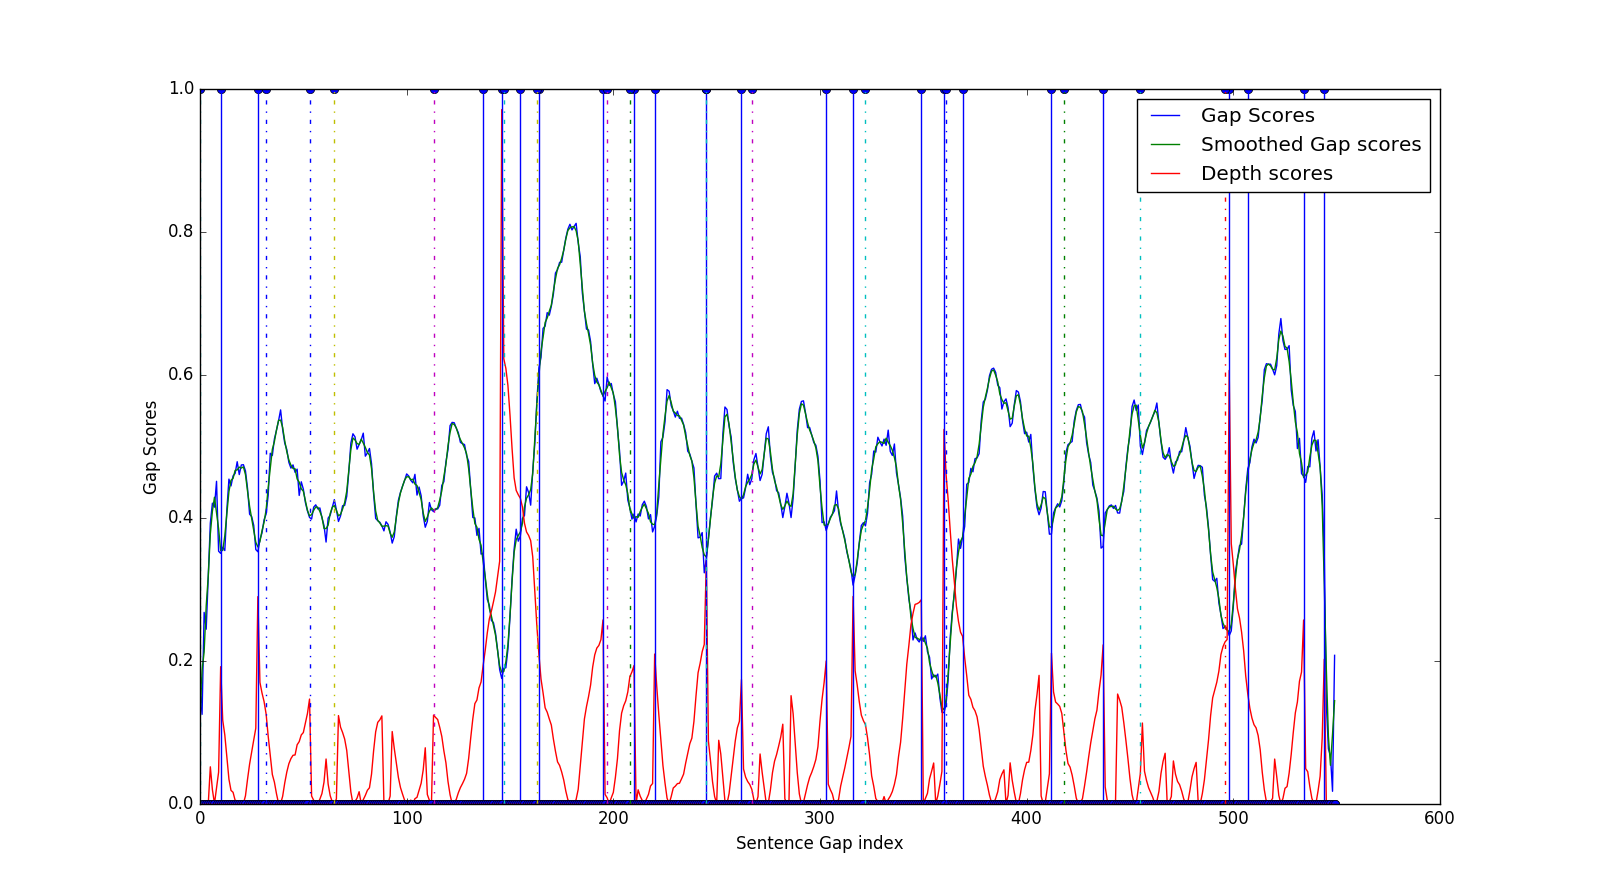 1.0
0.8
0.6
0.4
0.2
0.0
Gap Scores
Gap Scores
Smoothed Gap scores
Depth scores
0 100 200 300 400 500 600
Sentence Gap index